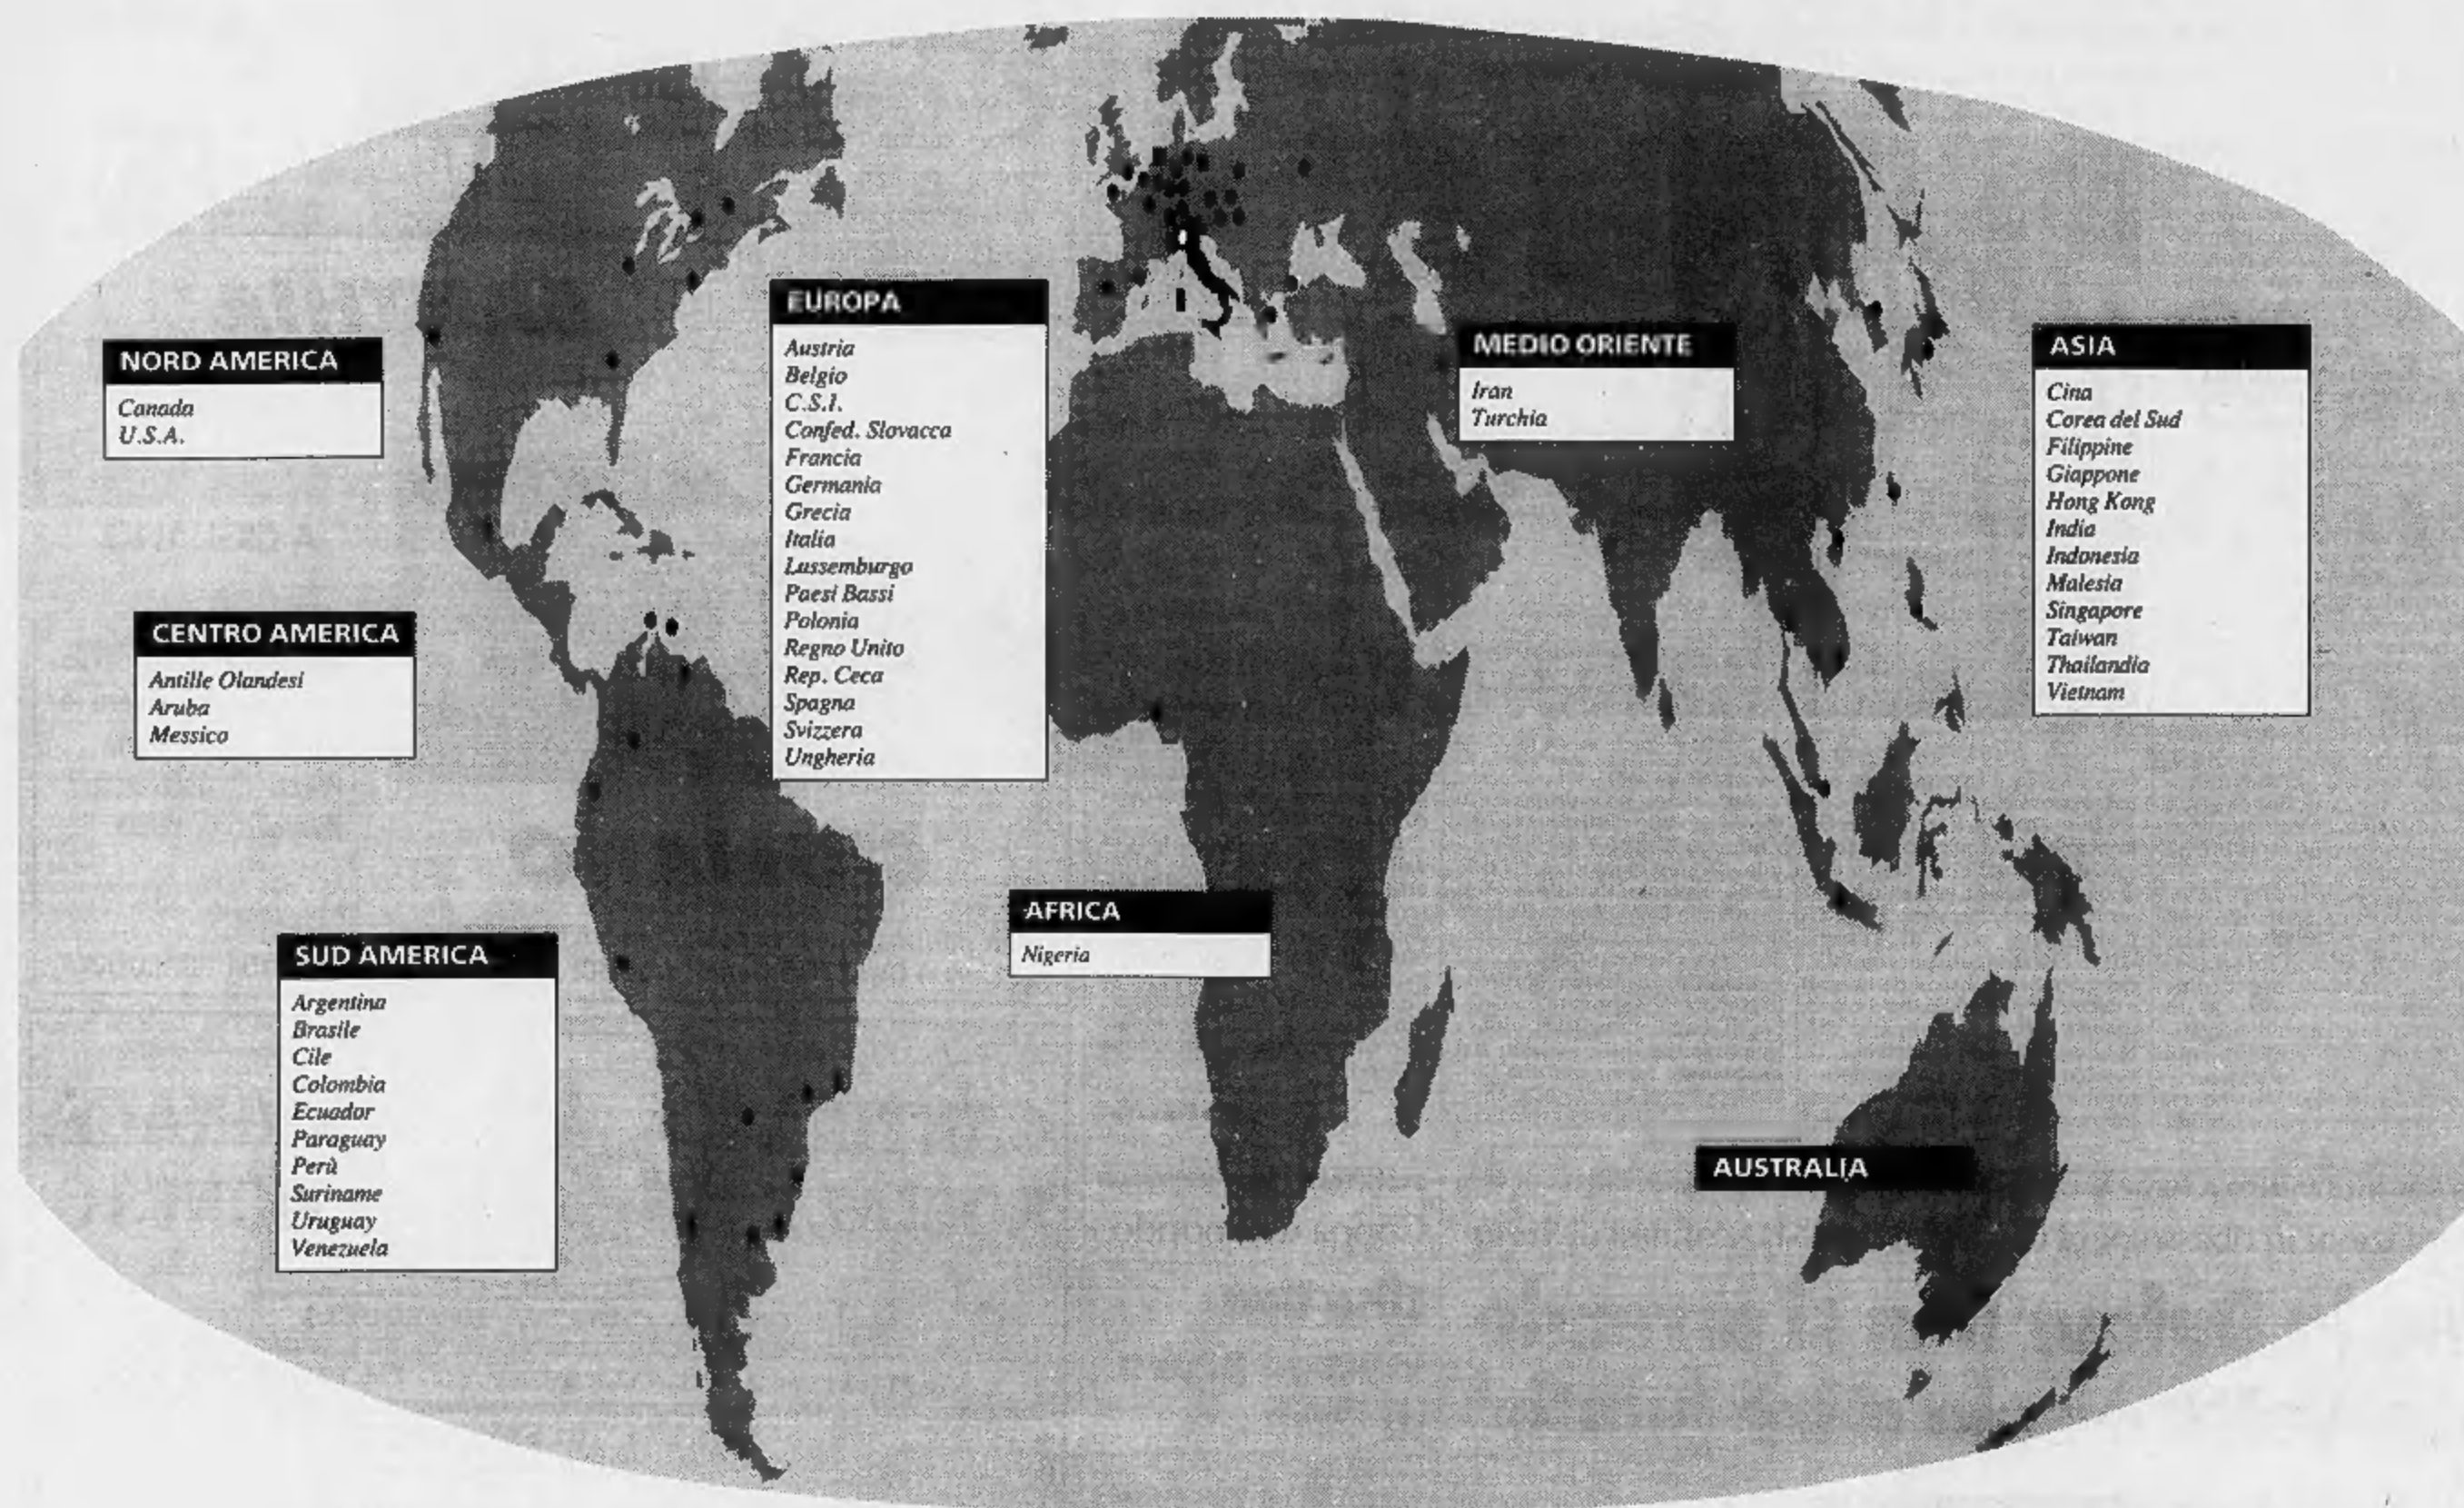 NORD AMERICA
Canada
U.S.A.
CENTRO AMERICA
Antille Olandesi
Aruba
Messico
SUD AMERICA
Argentina
Brasile
Cile
Colombia
Ecuador
Paraguay
Perù
Suriname
Uruguay
Venezuela
EUROPA
Austria
Belgio
C.S.I.
Confed. Slovacca
Francia
Germania
Grecia
Italia
Lussemburgo
Paesi Bassi
Polonia
Regno Unito
Rep. Ceca
Spagna
Svizzera
Ungheria
AFRICA
Nigeria
MEDIO ORIENTE
Iran
Turchia
ASIA
Cina
Corea del Sud
Filippine
Giappone
Hong Kong
India
Indonesia
Malesia
Singapore
Taiwan
Thailandia
Vietnam
AUSTRALIA